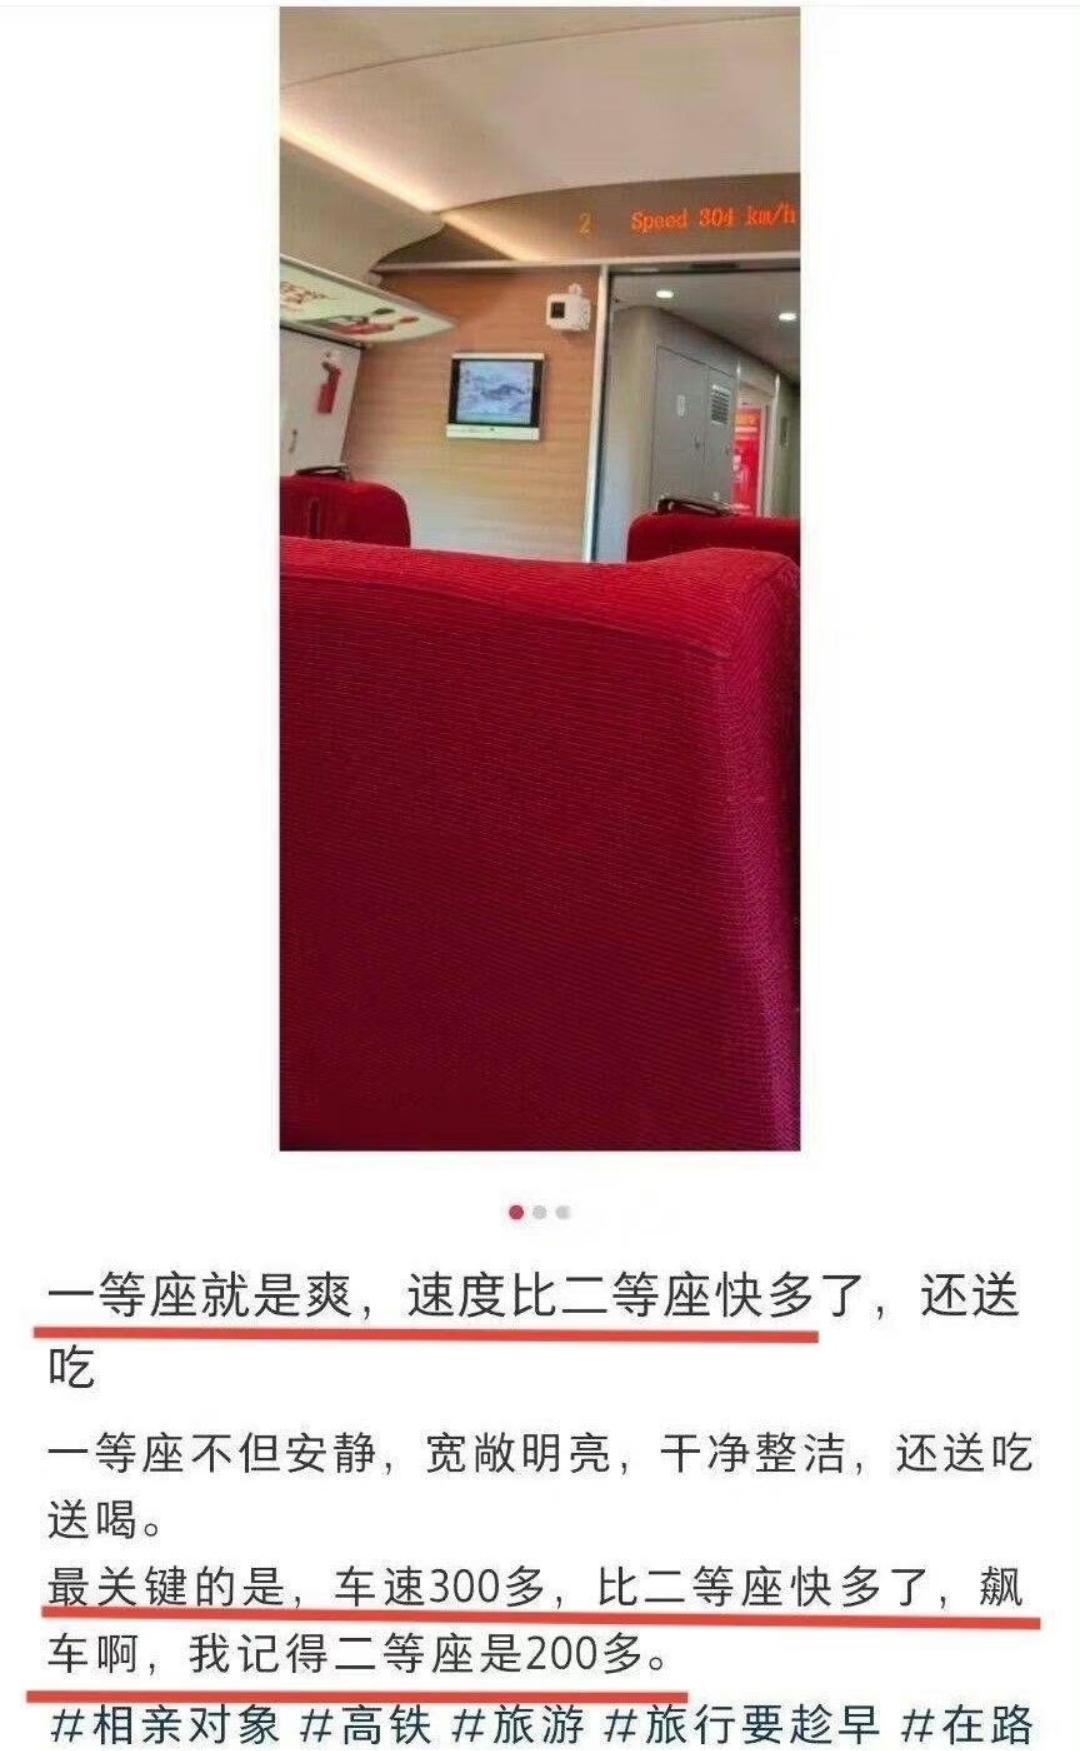 2 Speed 304 km/h
一等座就是爽，速度比二等座快多了，还送
吃
一等座不但安静，宽敞明亮，干净整洁，还送吃
送喝。
最关键的是，车速300多，比二等座快多了，飙
车啊，我记得二等座是200多。
#相亲对象 #高铁 #旅游 #旅行要趁早 #在路